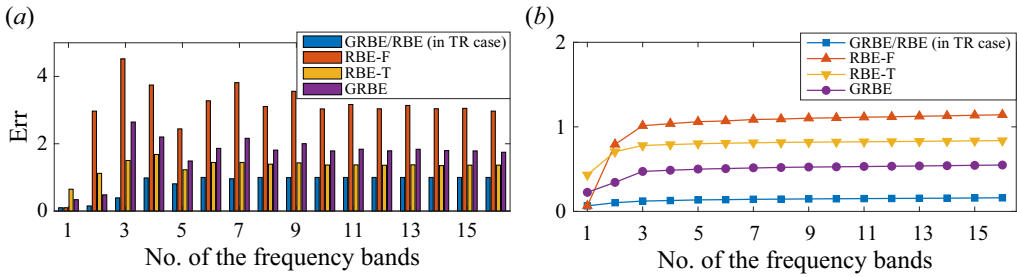 (a)
GRBE/RBE (in TR case)
RBE-F
RBE-T
GRBE
4
2
0
Err
1 3 5 7 9 11 13 15
No. of the frequency bands
(b)
GRBE/RBE (in TR case)
RBE-F
RBE-T
GRBE
2
1
0
1 3 5 7 9 11 13 15
No. of the frequency bands